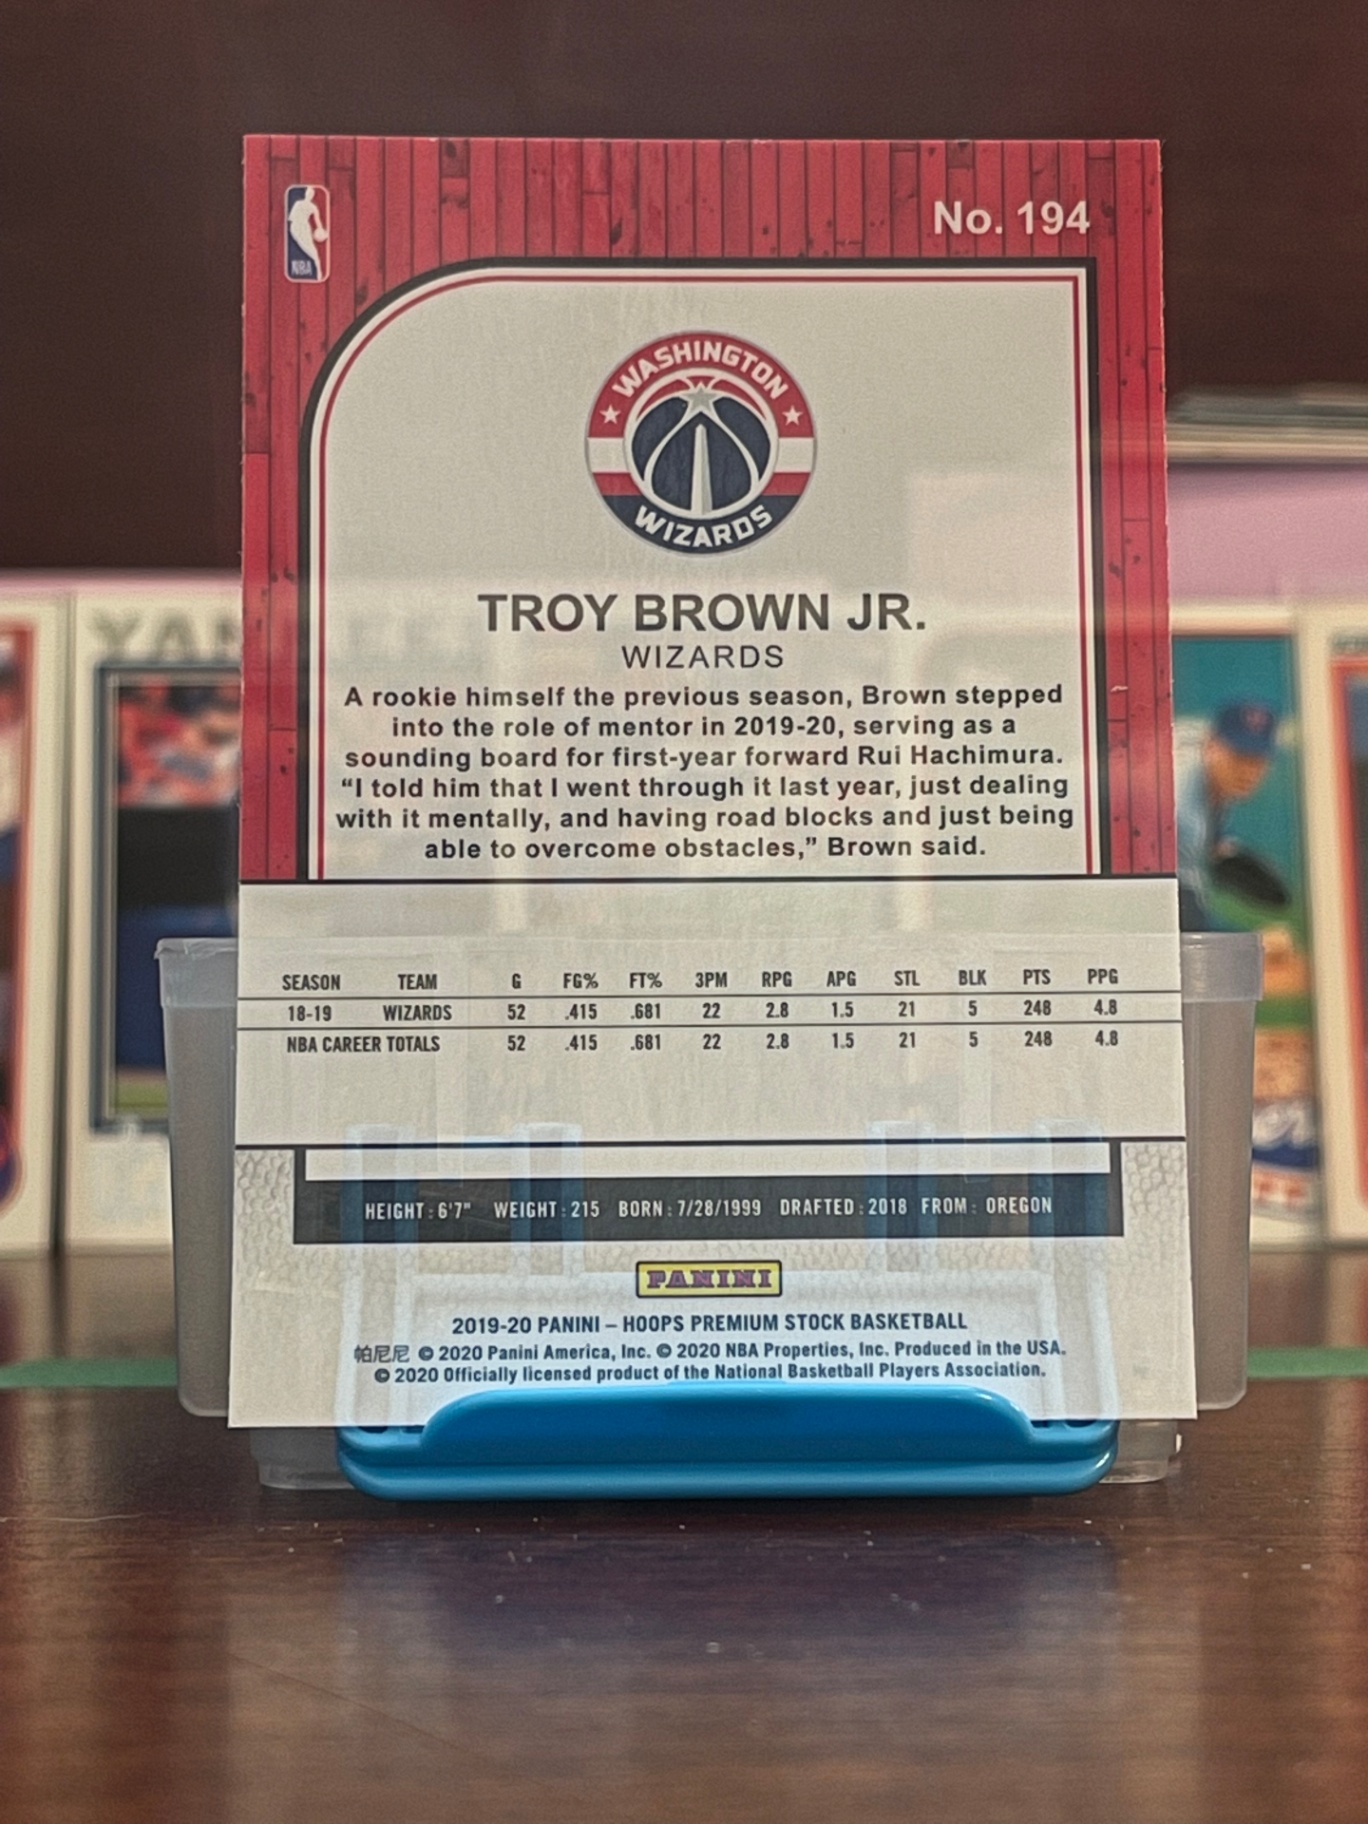 NBA
No. 194
WASHINGTON
WIZARDS
TROY BROWN JR.
WIZARDS
A rookie himself the previous season, Brown stepped
into the role of mentor in 2019-20, serving as a
sounding board for first-year forward Rui Hachimura.
“I told him that I went through it last year, just dealing
with it mentally, and having road blocks and just being
able to overcome obstacles,” Brown said.
SEASON TEAM G FG% FT% 3PM RPG APG STL BLK PTS PPG
18-19 WIZARDS 52 .415 .681 22 2.8 1.5 21 5 248 4.8
NBA CAREER TOTALS 52 .415 .681 22 2.8 1.5 21 5 248 4.8
HEIGHT: 6'7" WEIGHT: 215 BORN: 7/28/1999 DRAFTED: 2018 FROM: OREGON
PANINI
2019-20 PANINI – HOOPS PREMIUM STOCK BASKETBALL
帕尼尼 © 2020 Panini America, Inc. © 2020 NBA Properties, Inc. Produced in the USA.
© 2020 Officially licensed product of the National Basketball Players Association.